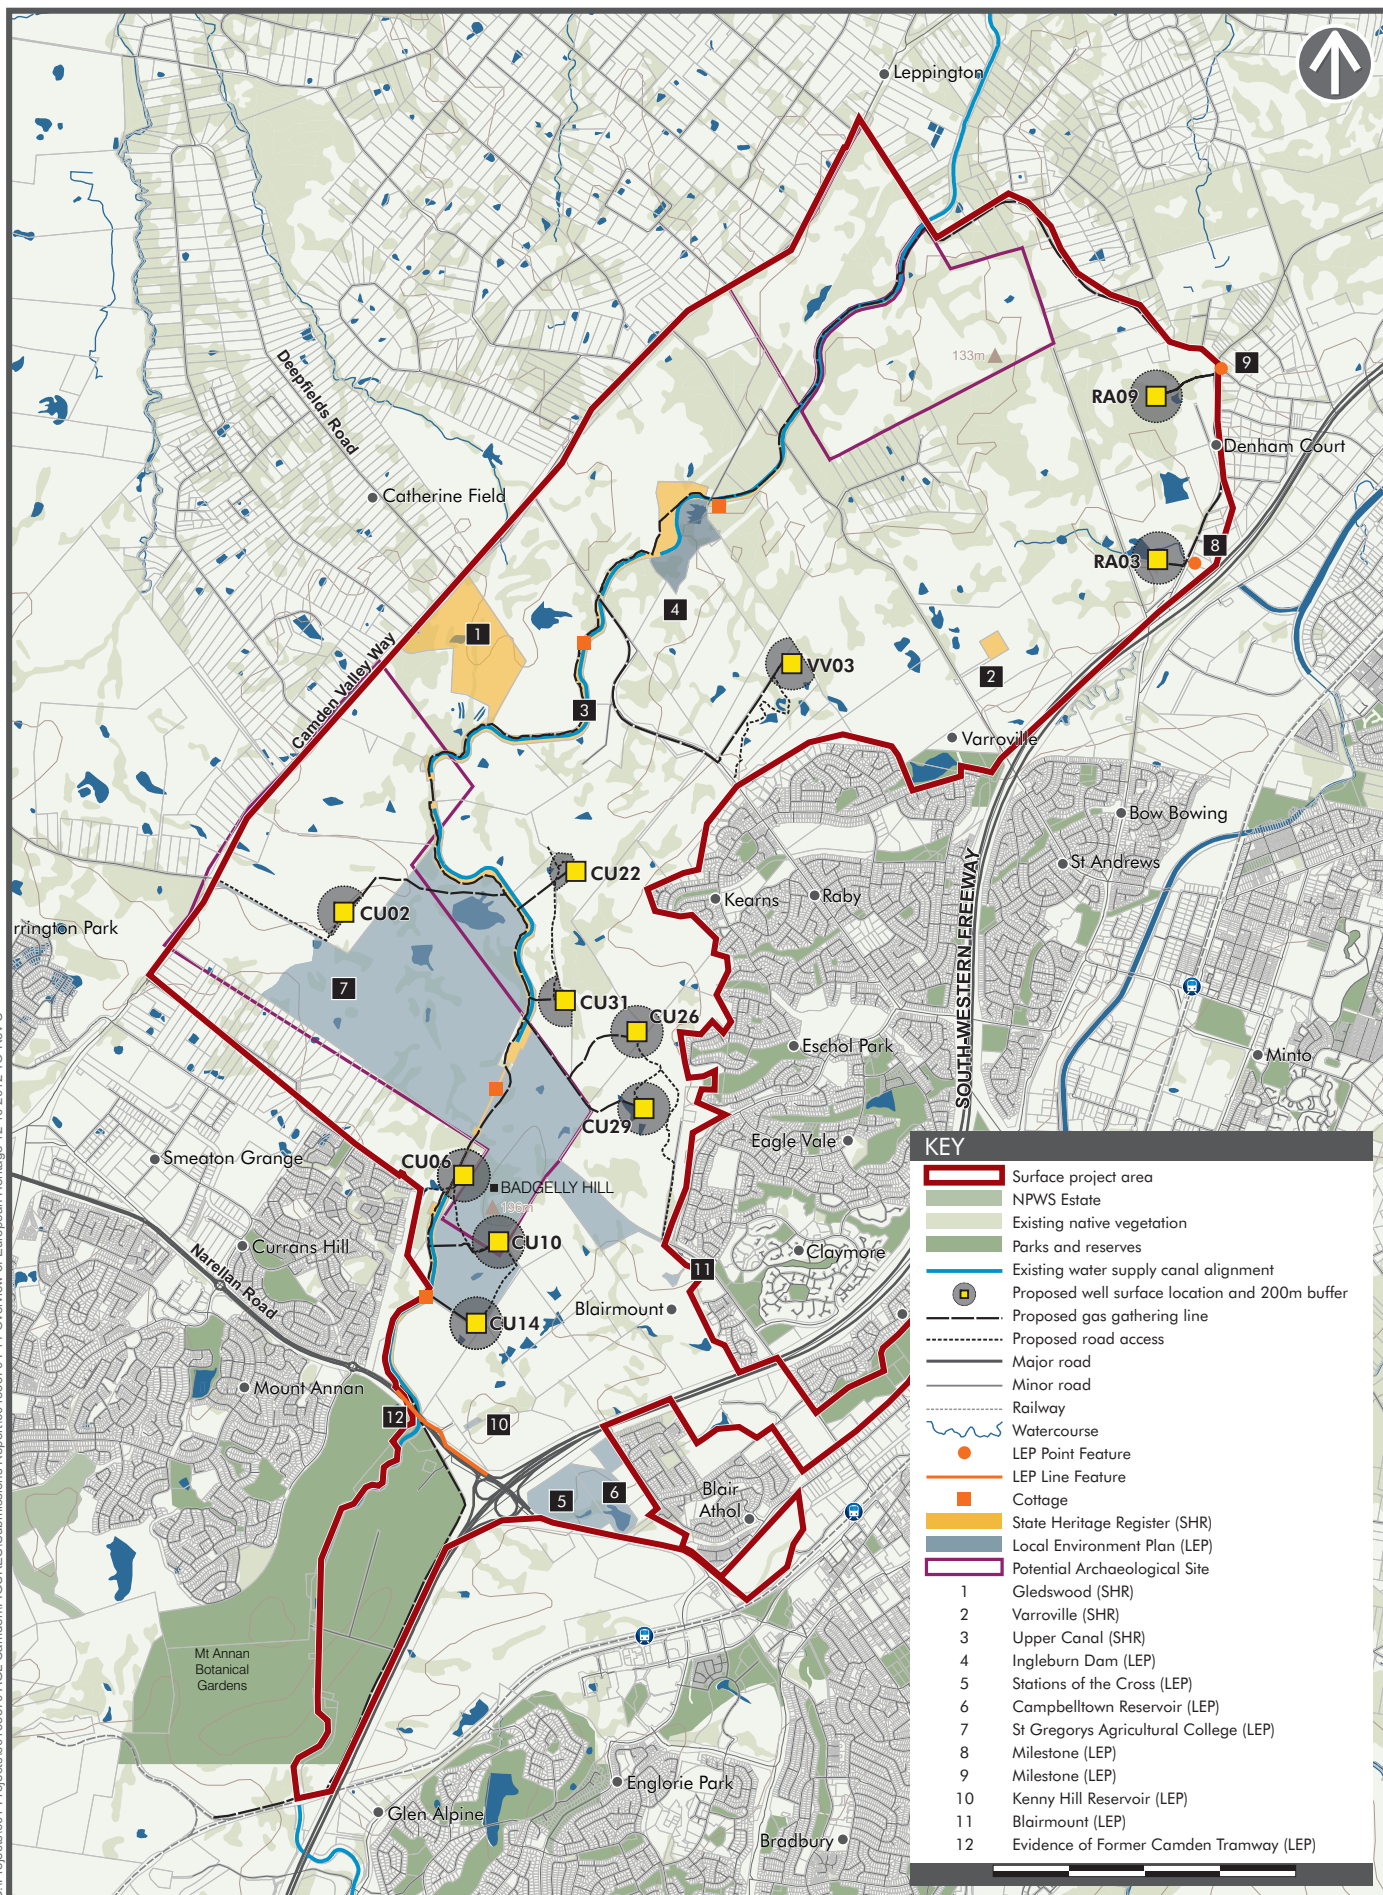 Leppington
133m
9
RA09
Denham Court
Deepfields Road
Catherine Field
8
RA03
4
1
2
VV03
Camden Valley Way
3
Varroville
Bow Bowing
St Andrews
CU22
Kearns
Raby
CU02
rrington Park
SOUTH WESTERN FREEWAY
7
CU31
CU26
Eschol Park
Minto
CU29
Eagle Vale
Smeaton Grange
CU06
BADGELLY HILL
196m
Currans Hill
CU10
Claymore
11
Narellan Road
Blairmount
CU14
Mount Annan
12
10
5
6
Blair
Athol
Mt Annan
Botanical
Gardens
Englorie Park
Glen Alpine
Bradbury
KEY
Surface project area
NPWS Estate
Existing native vegetation
Parks and reserves
Existing water supply canal alignment
Proposed well surface location and 200m buffer
Proposed gas gathering line
Proposed road access
Major road
Minor road
Railway
Watercourse
LEP Point Feature
LEP Line Feature
Cottage
State Heritage Register (SHR)
Local Environment Plan (LEP)
Potential Archaeological Site
1 Gledswood (SHR)
2 Varroville (SHR)
3 Upper Canal (SHR)
4 Ingleburn Dam (LEP)
5 Stations of the Cross (LEP)
6 Campbelltown Reservoir (LEP)
7 St Gregorys Agricultural College (LEP)
8 Milestone (LEP)
9 Milestone (LEP)
10 Kenny Hill Reservoir (LEP)
11 Blairmount (LEP)
12 Evidence of Former Camden Tramway (LEP)